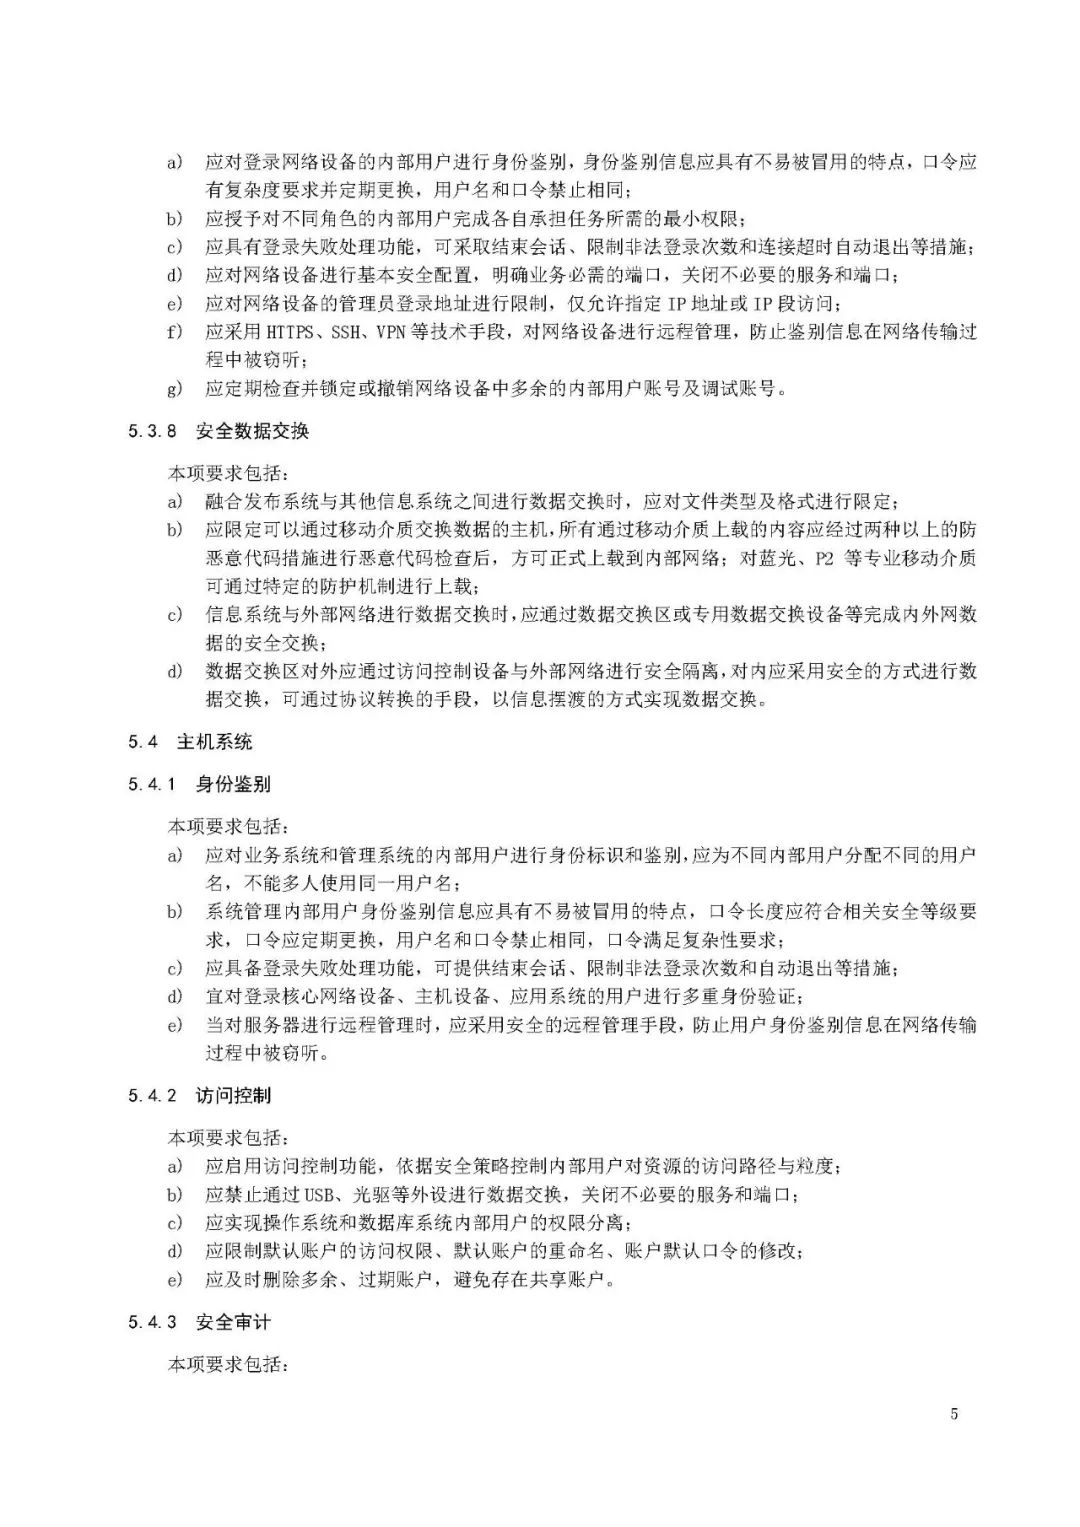 a) 应对登录网络设备的内部用户进行身份鉴别，身份鉴别信息应具有不易被冒用的特点，口令应
有复杂度要求并定期更换，用户名和口令禁止相同；
b) 应授予对不同角色的内部用户完成各自承担任务所需的最小权限；
c) 应具有登录失败处理功能，可采取结束会话、限制非法登录次数和连接超时自动退出等措施；
d) 应对网络设备进行基本安全配置，明确业务必需的端口，关闭不必要的服务和端口；
e) 应对网络设备的管理员登录地址进行限制，仅允许指定 IP 地址或 IP 段访问；
f) 应采用 HTTPS、SSH、VPN 等技术手段，对网络设备进行远程管理，防止鉴别信息在网络传输过
程中被窃听；
g) 应定期检查并锁定或撤销网络设备中多余的内部用户账号及调试账号。
5.3.8 安全数据交换
本项要求包括：
a) 融合发布系统与其他信息系统之间进行数据交换时，应对文件类型及格式进行限定；
b) 应限定可以通过移动介质交换数据的主机，所有通过移动介质上载的内容应经过两种以上的防
恶意代码措施进行恶意代码检查后，方可正式上载到内部网络；对蓝光、P2 等专业移动介质
可通过特定的防护机制进行上载；
c) 信息系统与外部网络进行数据交换时，应通过数据交换区或专用数据交换设备等完成内外网数
据的安全交换；
d) 数据交换区对外应通过访问控制设备与外部网络进行安全隔离，对内应采用安全的方式进行数
据交换，可通过协议转换的手段，以信息摆渡的方式实现数据交换。
5.4 主机系统
5.4.1 身份鉴别
本项要求包括：
a) 应对业务系统和管理系统的内部用户进行身份标识和鉴别，应为不同内部用户分配不同的用户
名，不能多人使用同一用户名；
b) 系统管理内部用户身份鉴别信息应具有不易被冒用的特点，口令长度应符合相关安全等级要
求，口令应定期更换，用户名和口令禁止相同，口令满足复杂性要求；
c) 应具备登录失败处理功能，可提供结束会话、限制非法登录次数和自动退出等措施；
d) 宜对登录核心网络设备、主机设备、应用系统的用户进行多重身份验证；
e) 当对服务器进行远程管理时，应采用安全的远程管理手段，防止用户身份鉴别信息在网络传输
过程中被窃听。
5.4.2 访问控制
本项要求包括：
a) 应启用访问控制功能，依据安全策略控制内部用户对资源的访问路径与粒度；
b) 应禁止通过 USB、光驱等外设进行数据交换，关闭不必要的服务和端口；
c) 应实现操作系统和数据库系统内部用户的权限分离；
d) 应限制默认账户的访问权限、默认账户的重命名、账户默认口令的修改；
e) 应及时删除多余、过期账户，避免存在共享账户。
5.4.3 安全审计
本项要求包括：
5